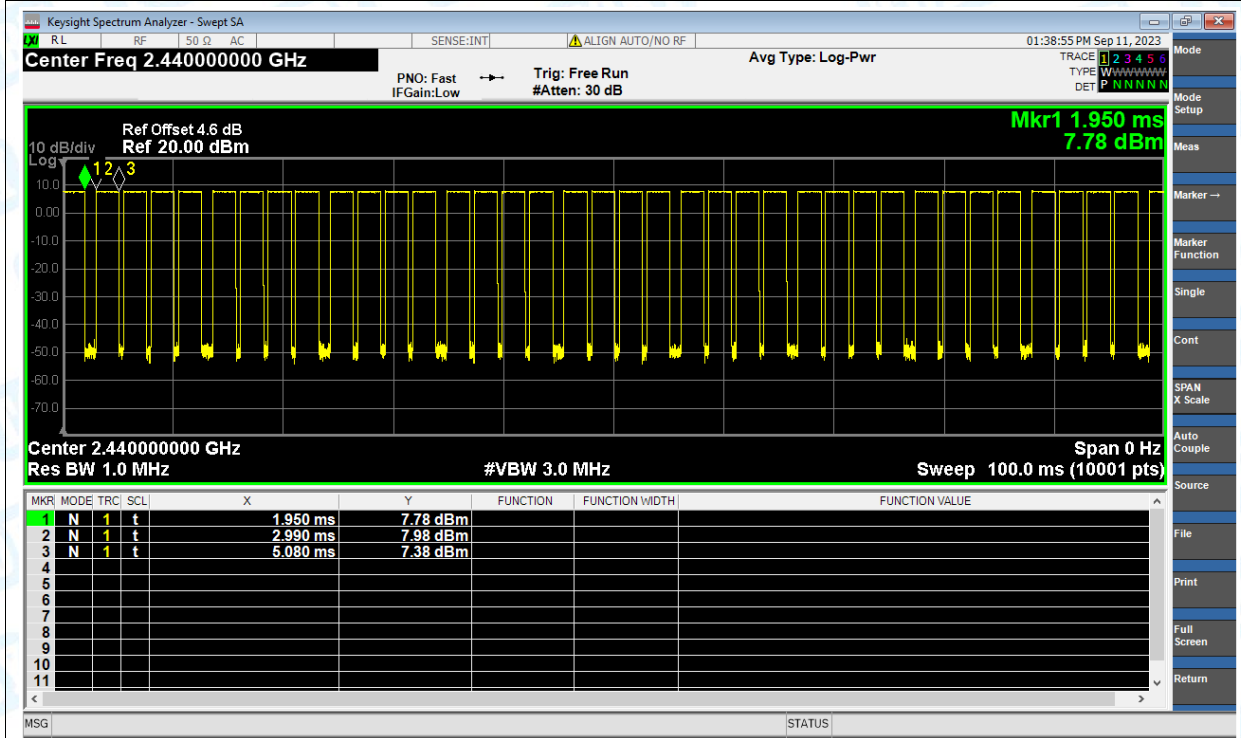 Keysight Spectrum Analyzer - Swept SA
LXI RL RF 50 Ω AC SENSE:INT ALIGN AUTO/NO RF 01:38:55 PM Sep 11, 2023
Center Freq 2.440000000 GHz
PNO: Fast
IFGain:Low
Trig: Free Run
#Atten: 30 dB
Avg Type: Log-Pwr
TRACE 1 2 3 4 5 6
TYPE WWWWWW
DET P N N N N N
Mkr1 1.950 ms
7.78 dBm
Ref Offset 4.6 dB
10 dB/div Ref 20.00 dBm
Log
1 2 3
10.0
0.00
-10.0
-20.0
-30.0
-40.0
-50.0
-60.0
-70.0
Center 2.440000000 GHz Span 0 Hz
Res BW 1.0 MHz #VBW 3.0 MHz Sweep 100.0 ms (10001 pts)
MKR MODE TRC SCL X Y FUNCTION FUNCTION WIDTH FUNCTION VALUE
1 N 1 t 1.950 ms 7.78 dBm
2 N 1 t 2.990 ms 7.98 dBm
3 N 1 t 5.080 ms 7.38 dBm
4
5
6
7
8
9
10
11
MSG STATUS
Mode
Mode
Setup
Meas
Marker →
Marker
Function
Single
Cont
SPAN
X Scale
Auto
Couple
Source
File
Print
Full
Screen
Return